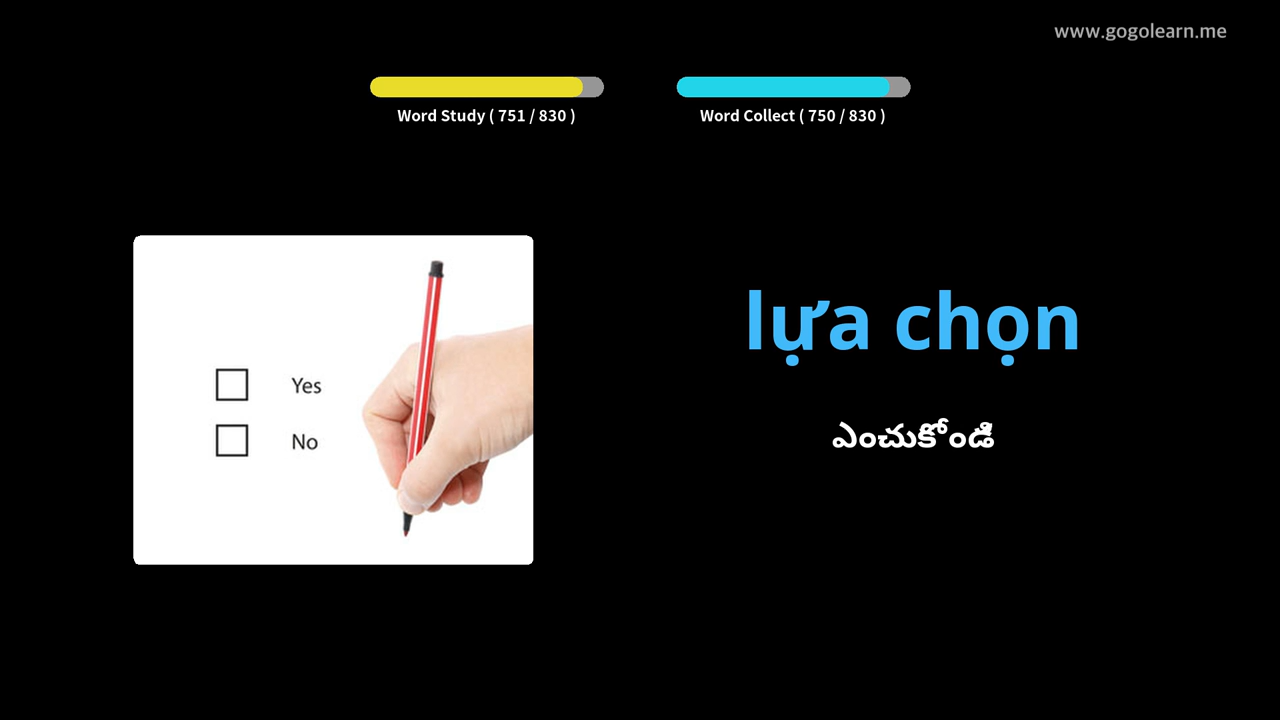 www.gogolearn.me
Word Study ( 751 / 830 )
Word Collect ( 750 / 830 )
Yes
No
lựa chọn
ఎంచుకోండి